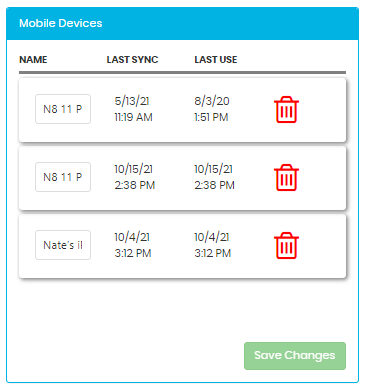 Mobile Devices
NAME LAST SYNC LAST USE
N8 11 P 5/13/21 11:19 AM 8/3/20 1:51 PM
N8 11 P 10/15/21 2:38 PM 10/15/21 2:38 PM
Nate's iI 10/4/21 3:12 PM 10/4/21 3:12 PM
Save Changes